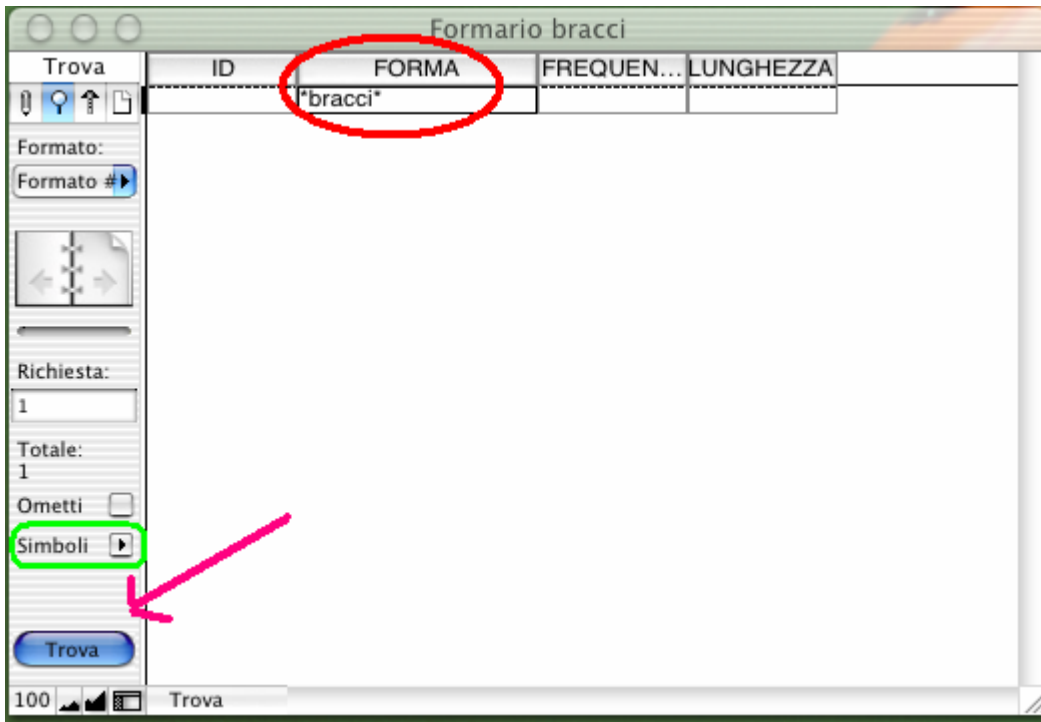 Formario bracci
Trova
ID FORMA FREQUEN... LUNGHEZZA
*bracci*
Formato:
Formato #
Richiesta:
1
Totale:
1
Ometti
Simboli
Trova
100 Trova